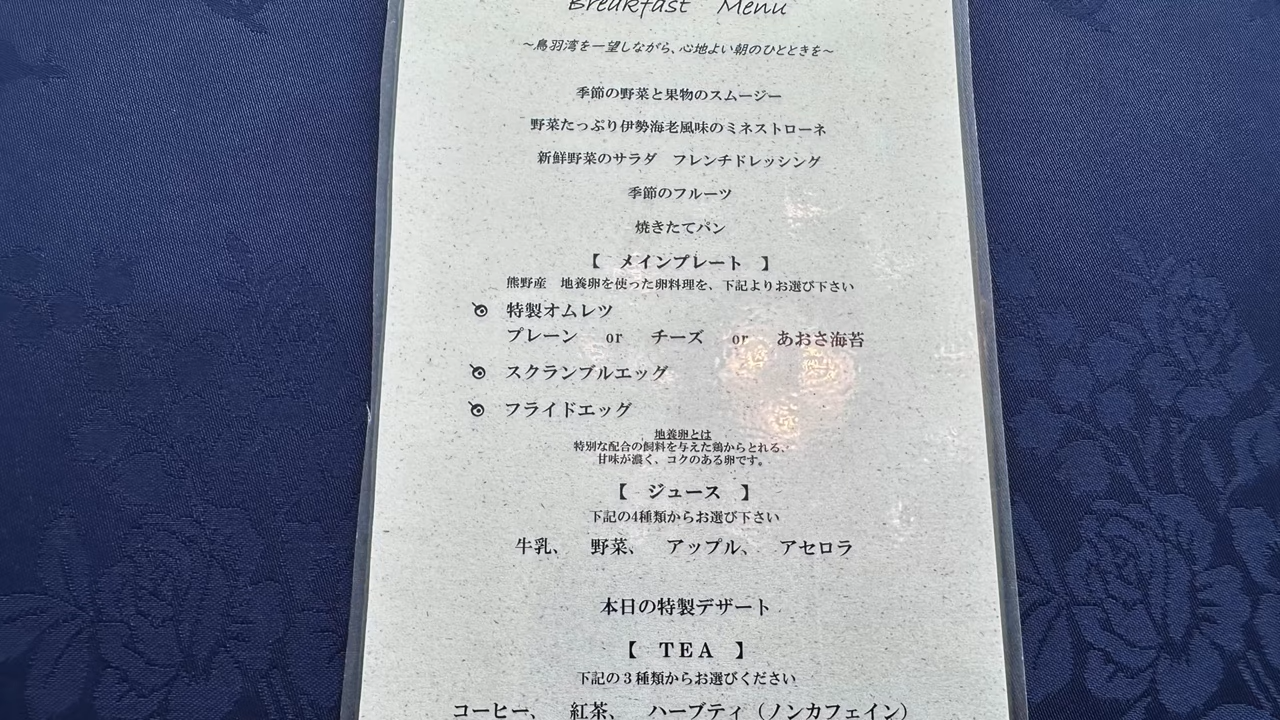 Breakfast Menu
～鳥羽湾を一望しながら、心地よい朝のひとときを～
季節の野菜と果物のスムージー
野菜たっぷり伊勢海老風味のミネストローネ
新鮮野菜のサラダ　フレンチドレッシング
季節のフルーツ
焼きたてパン
【　メインプレート　】
熊野産　地養卵を使った卵料理を、下記よりお選び下さい
特製オムレツ
プレーン　or　チーズ　or　あおさ海苔
スクランブルエッグ
フライドエッグ
地養卵とは
特別な配合の飼料を与えた鶏からとれる、
甘味が濃く、コクのある卵です。
【　ジュース　】
下記の4種類からお選び下さい
牛乳、　野菜、　アップル、　アセロラ
本日の特製デザート
【　TEA　】
下記の３種類からお選びください
コーヒー、　紅茶、　ハーブティ（ノンカフェイン）